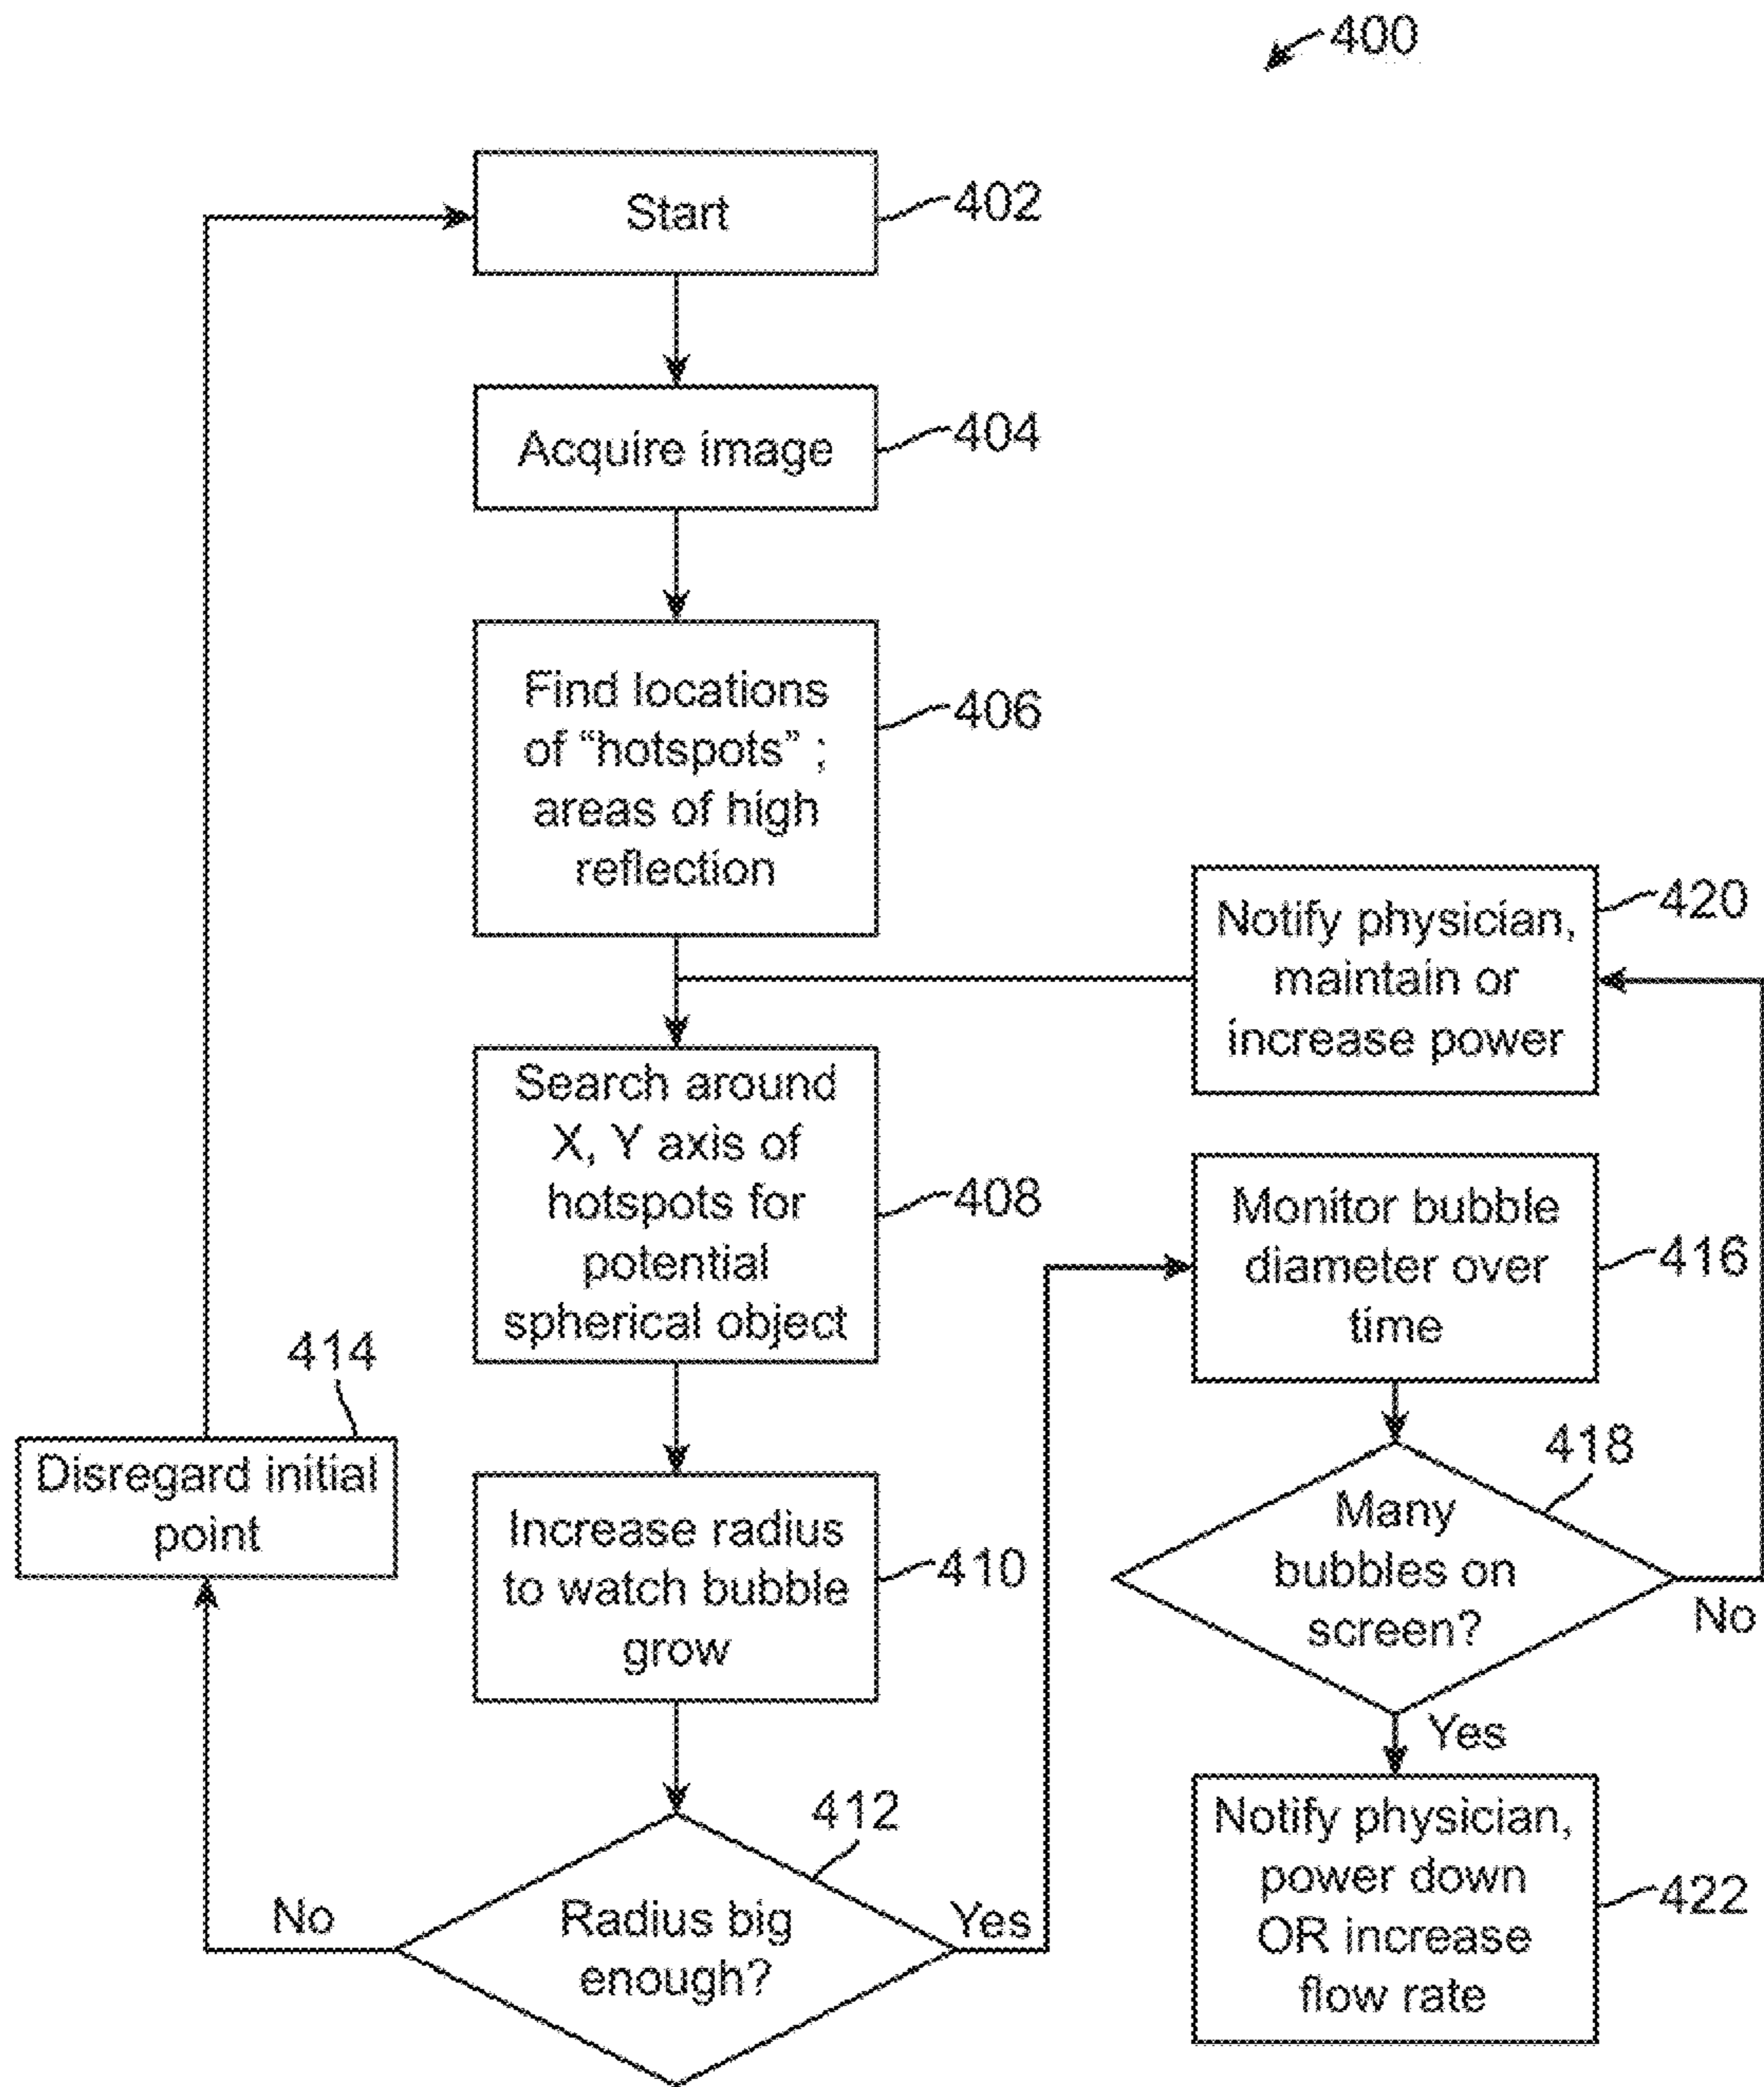 400
Start
402
Acquire image
404
Find locations
of “hotspots” ;
areas of high
reflection
406
Notify physician,
maintain or
increase power
420
Search around
X, Y axis of
hotspots for
potential
spherical object
408
Monitor bubble
diameter over
time
416
414
Disregard initial
point
Increase radius
to watch bubble
grow
410
418
Many
bubbles on
screen?
No
Yes
412
Radius big
enough?
No
Yes
Notify physician,
power down
OR increase
flow rate
422